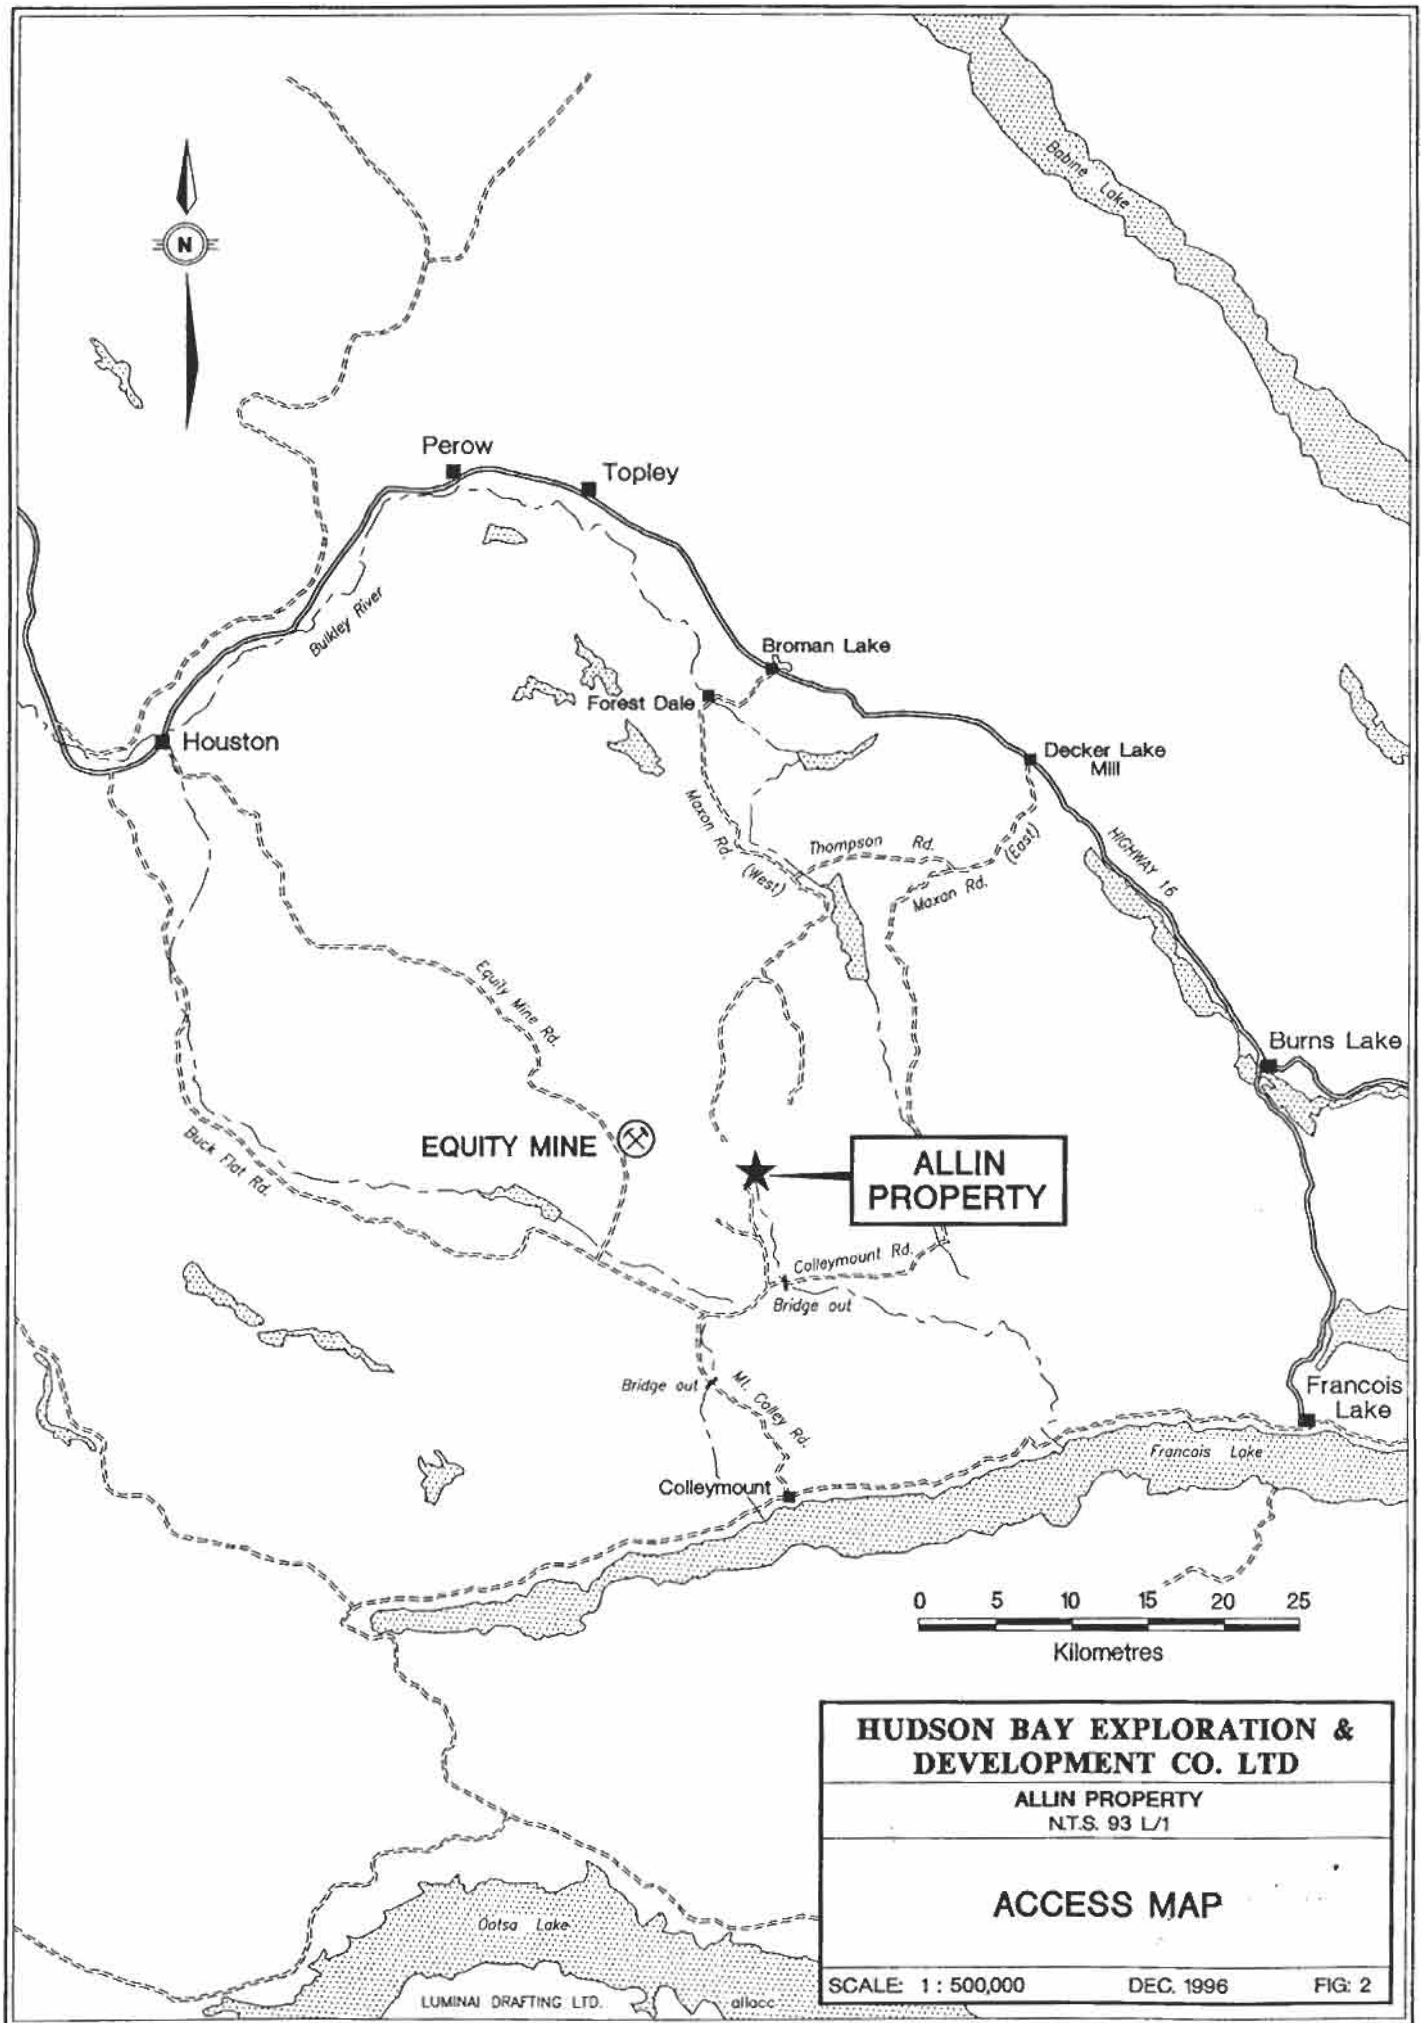 Babine Lake
N
Perow
Topley
Bulkley River
Broman Lake
Forest Dale
Houston
Decker Lake
Mill
Maxan Rd.
(West)
Thompson Rd.
(East)
Maxan Rd.
HIGHWAY 16
Equity Mine Rd.
Burns Lake
EQUITY MINE
Buck Flat Rd.
ALLIN
PROPERTY
Colleymount Rd.
Bridge out
Bridge out
Mt. Colley Rd.
Francois
Lake
Francois Lake
Colleymount
0 5 10 15 20 25
Kilometres
HUDSON BAY EXPLORATION &
DEVELOPMENT CO. LTD
ALLIN PROPERTY
N.T.S. 93 L/1
ACCESS MAP
SCALE: 1 : 500,000 DEC. 1996 FIG: 2
Ootsa Lake
LUMINAI DRAFTING LTD.
allacc